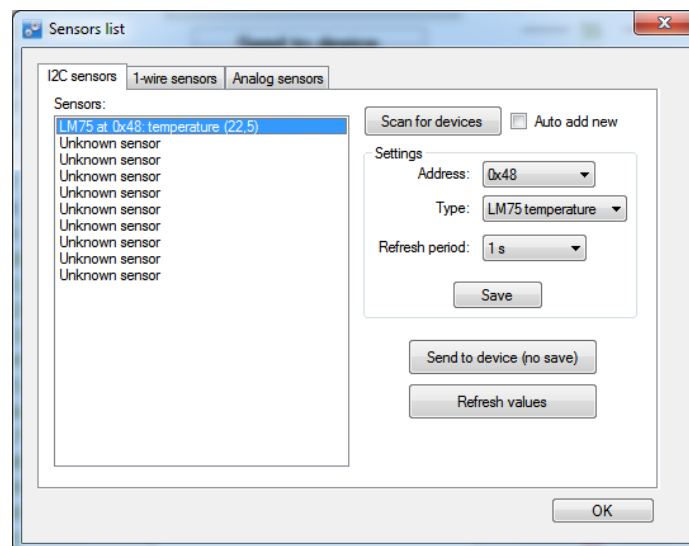 Sensors list
I2C sensors
1-wire sensors
Analog sensors
Sensors:
LM75 at 0x48: temperature (22,5)
Unknown sensor
Unknown sensor
Unknown sensor
Unknown sensor
Unknown sensor
Unknown sensor
Unknown sensor
Unknown sensor
Unknown sensor
Scan for devices
Auto add new
Settings
Address: 0x48
Type: LM75 temperature
Refresh period: 1 s
Save
Send to device (no save)
Refresh values
OK